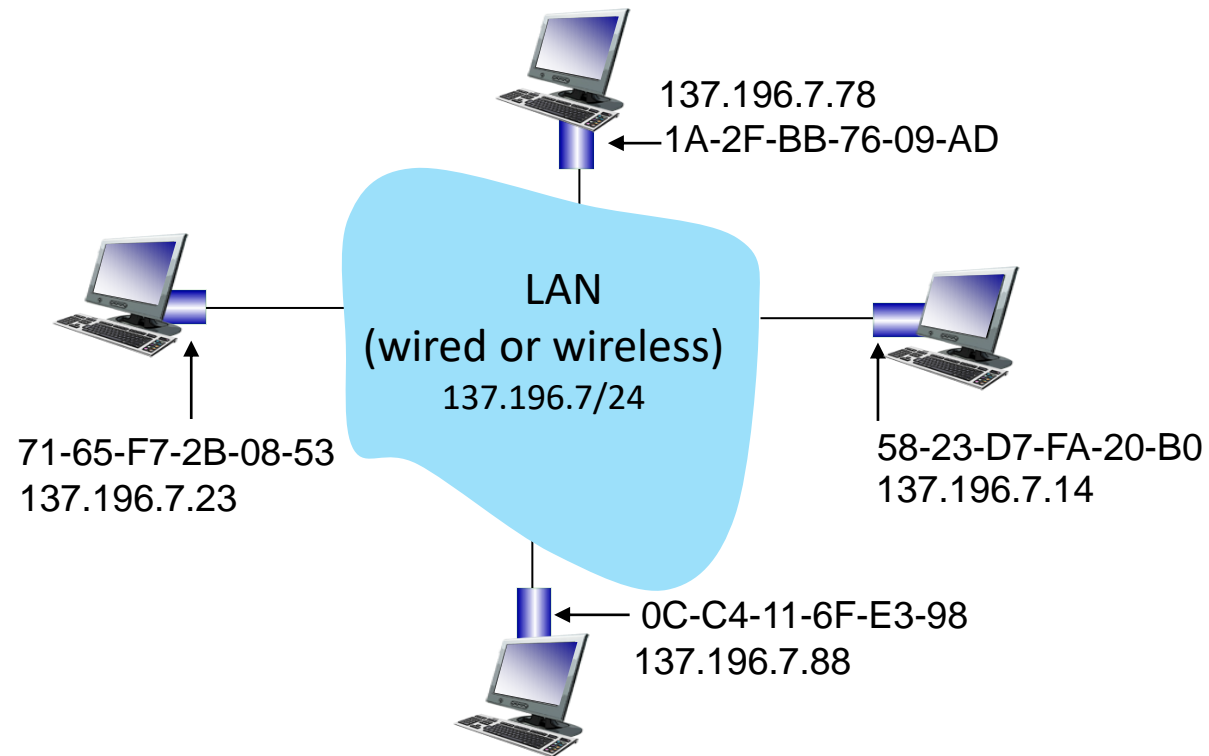 137.196.7.78
1A-2F-BB-76-09-AD
LAN
(wired or wireless)
137.196.7/24
71-65-F7-2B-08-53
137.196.7.23
58-23-D7-FA-20-B0
137.196.7.14
0C-C4-11-6F-E3-98
137.196.7.88